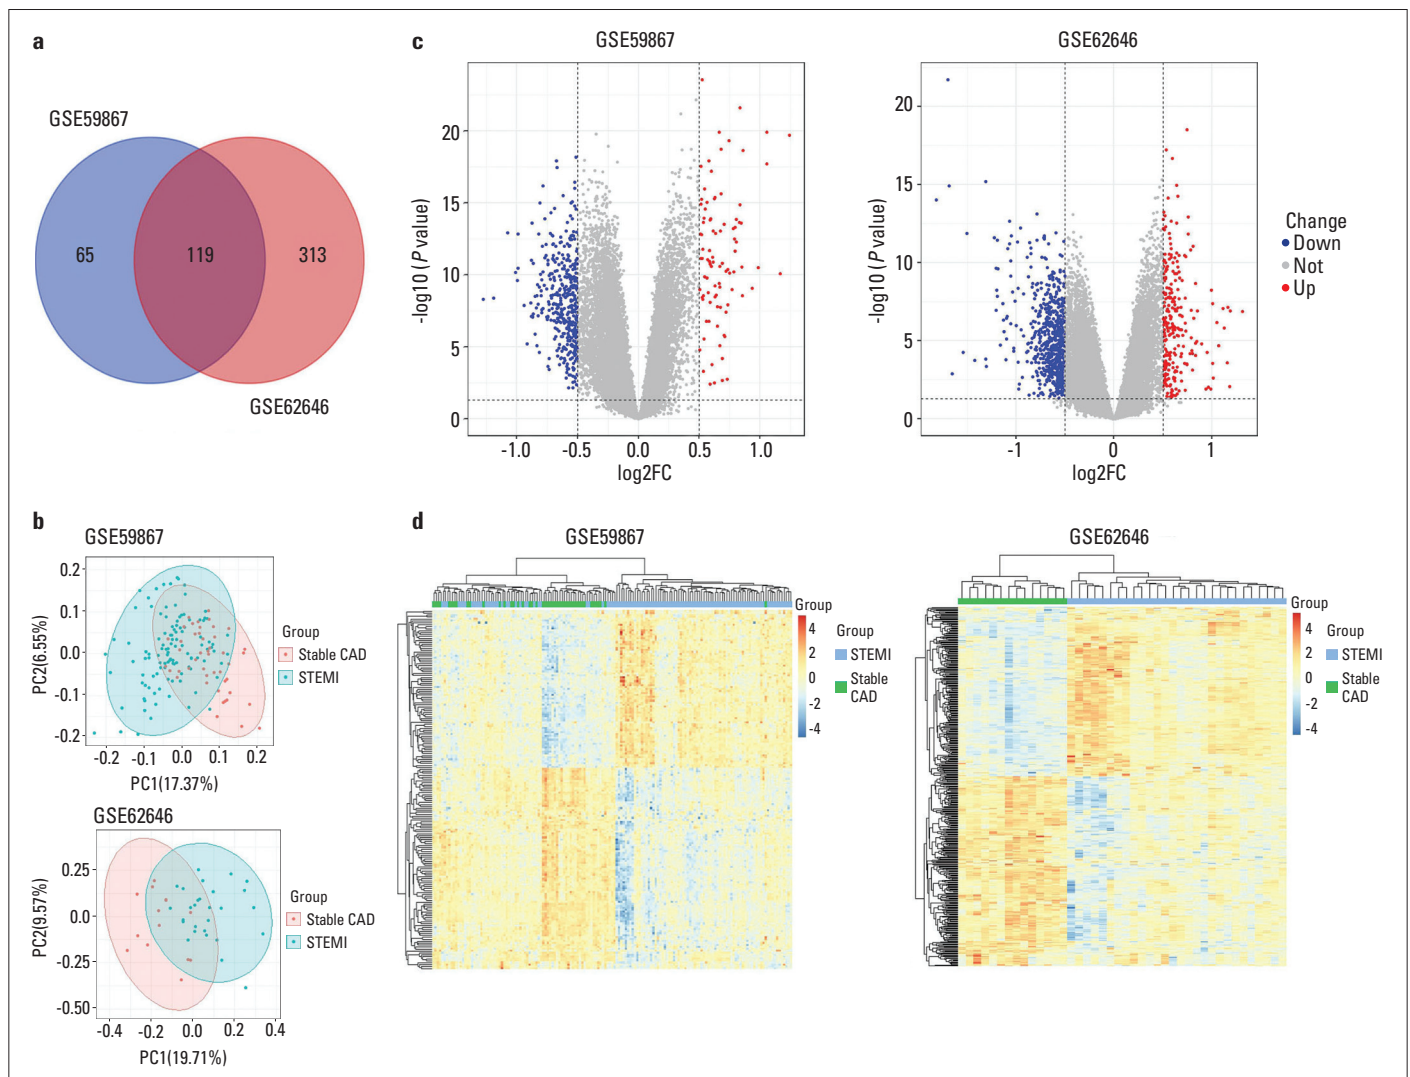 a
GSE59867
65
119
313
GSE62646
c
GSE59867
-log10 (P value)
20
15
10
5
0
-1.0
-0.5
0.0
0.5
1.0
log2FC
GSE62646
-log10 (P value)
20
15
10
5
0
-1
0
1
log2FC
Change
Down
Not
Up
b
GSE59867
PC2(6.55%)
0.2
0.1
0.0
-0.1
-0.2
-0.2
-0.1
0.0
0.1
0.2
PC1(17.37%)
Group
Stable CAD
STEMI
GSE62646
PC2(9.57%)
0.25
0.0
-0.25
-0.50
-0.4
-0.2
0.0
0.2
0.4
PC1(19.71%)
Group
Stable CAD
STEMI
d
GSE59867
Group
4
2
0
-2
-4
Group
STEMI
Stable
CAD
GSE62646
Group
4
2
0
-2
-4
Group
STEMI
Stable
CAD